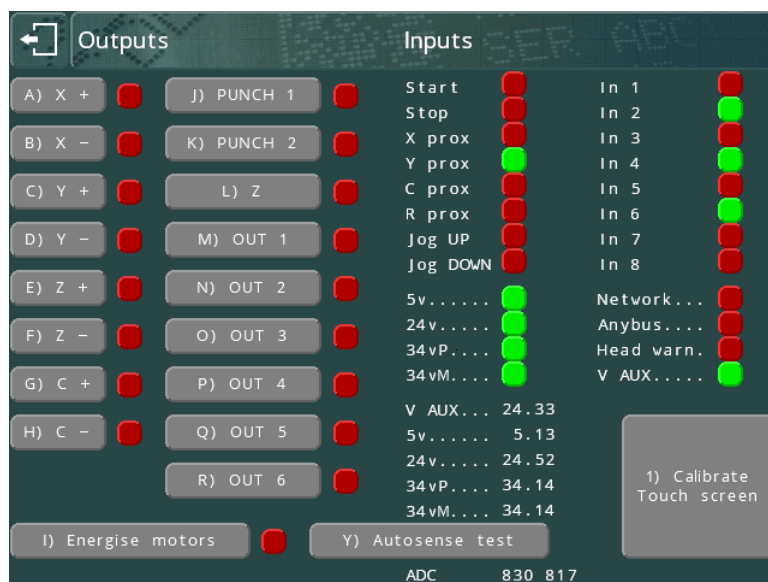 Outputs
A) X +
B) X -
C) Y +
D) Y -
E) Z +
F) Z -
G) C +
H) C -
J) PUNCH 1
K) PUNCH 2
L) Z
M) OUT 1
N) OUT 2
O) OUT 3
P) OUT 4
Q) OUT 5
R) OUT 6
I) Energise motors
Y) Autosense test
Inputs
Start
Stop
X prox
Y prox
C prox
R prox
Jog UP
Jog DOWN
5v......
24v.....
34vP....
34vM....
In 1
In 2
In 3
In 4
In 5
In 6
In 7
In 8
Network...
Anybus....
Head warn.
V AUX.....
V AUX... 24.33
5v...... 5.13
24v..... 24.52
34vP.... 34.14
34vM.... 34.14
ADC 830 817
1) Calibrate
Touch screen